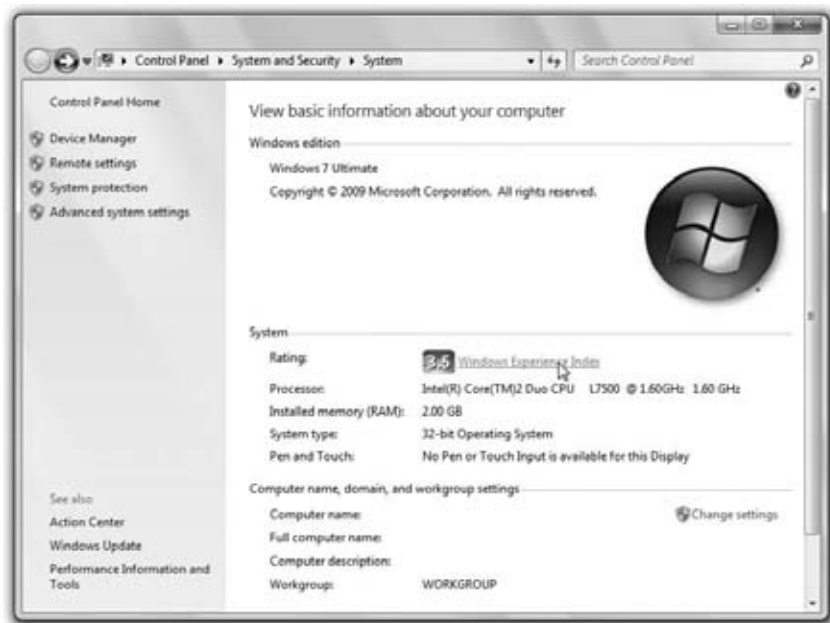 Control Panel ▸ System and Security ▸ System
Search Control Panel
Control Panel Home
Device Manager
Remote settings
System protection
Advanced system settings
See also
Action Center
Windows Update
Performance Information and
Tools
View basic information about your computer
Windows edition
Windows 7 Ultimate
Copyright © 2009 Microsoft Corporation. All rights reserved.
System
Rating: 3,5 Windows Experience Index
Processor: Intel(R) Core(TM)2 Duo CPU L7500 @ 1.60GHz 1.60 GHz
Installed memory (RAM): 2.00 GB
System type: 32-bit Operating System
Pen and Touch: No Pen or Touch Input is available for this Display
Computer name, domain, and workgroup settings
Computer name: Change settings
Full computer name:
Computer description:
Workgroup: WORKGROUP